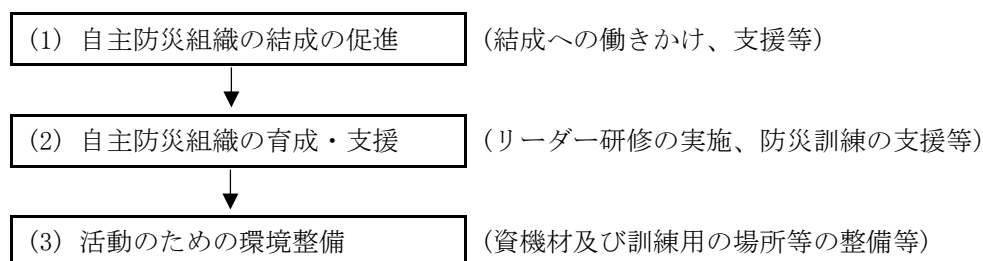 (1) 自主防災組織の結成の促進 (結成への働きかけ、支援等)
(2) 自主防災組織の育成・支援 (リーダー研修の実施、防災訓練の支援等)
(3) 活動のための環境整備 (資機材及び訓練用の場所等の整備等)